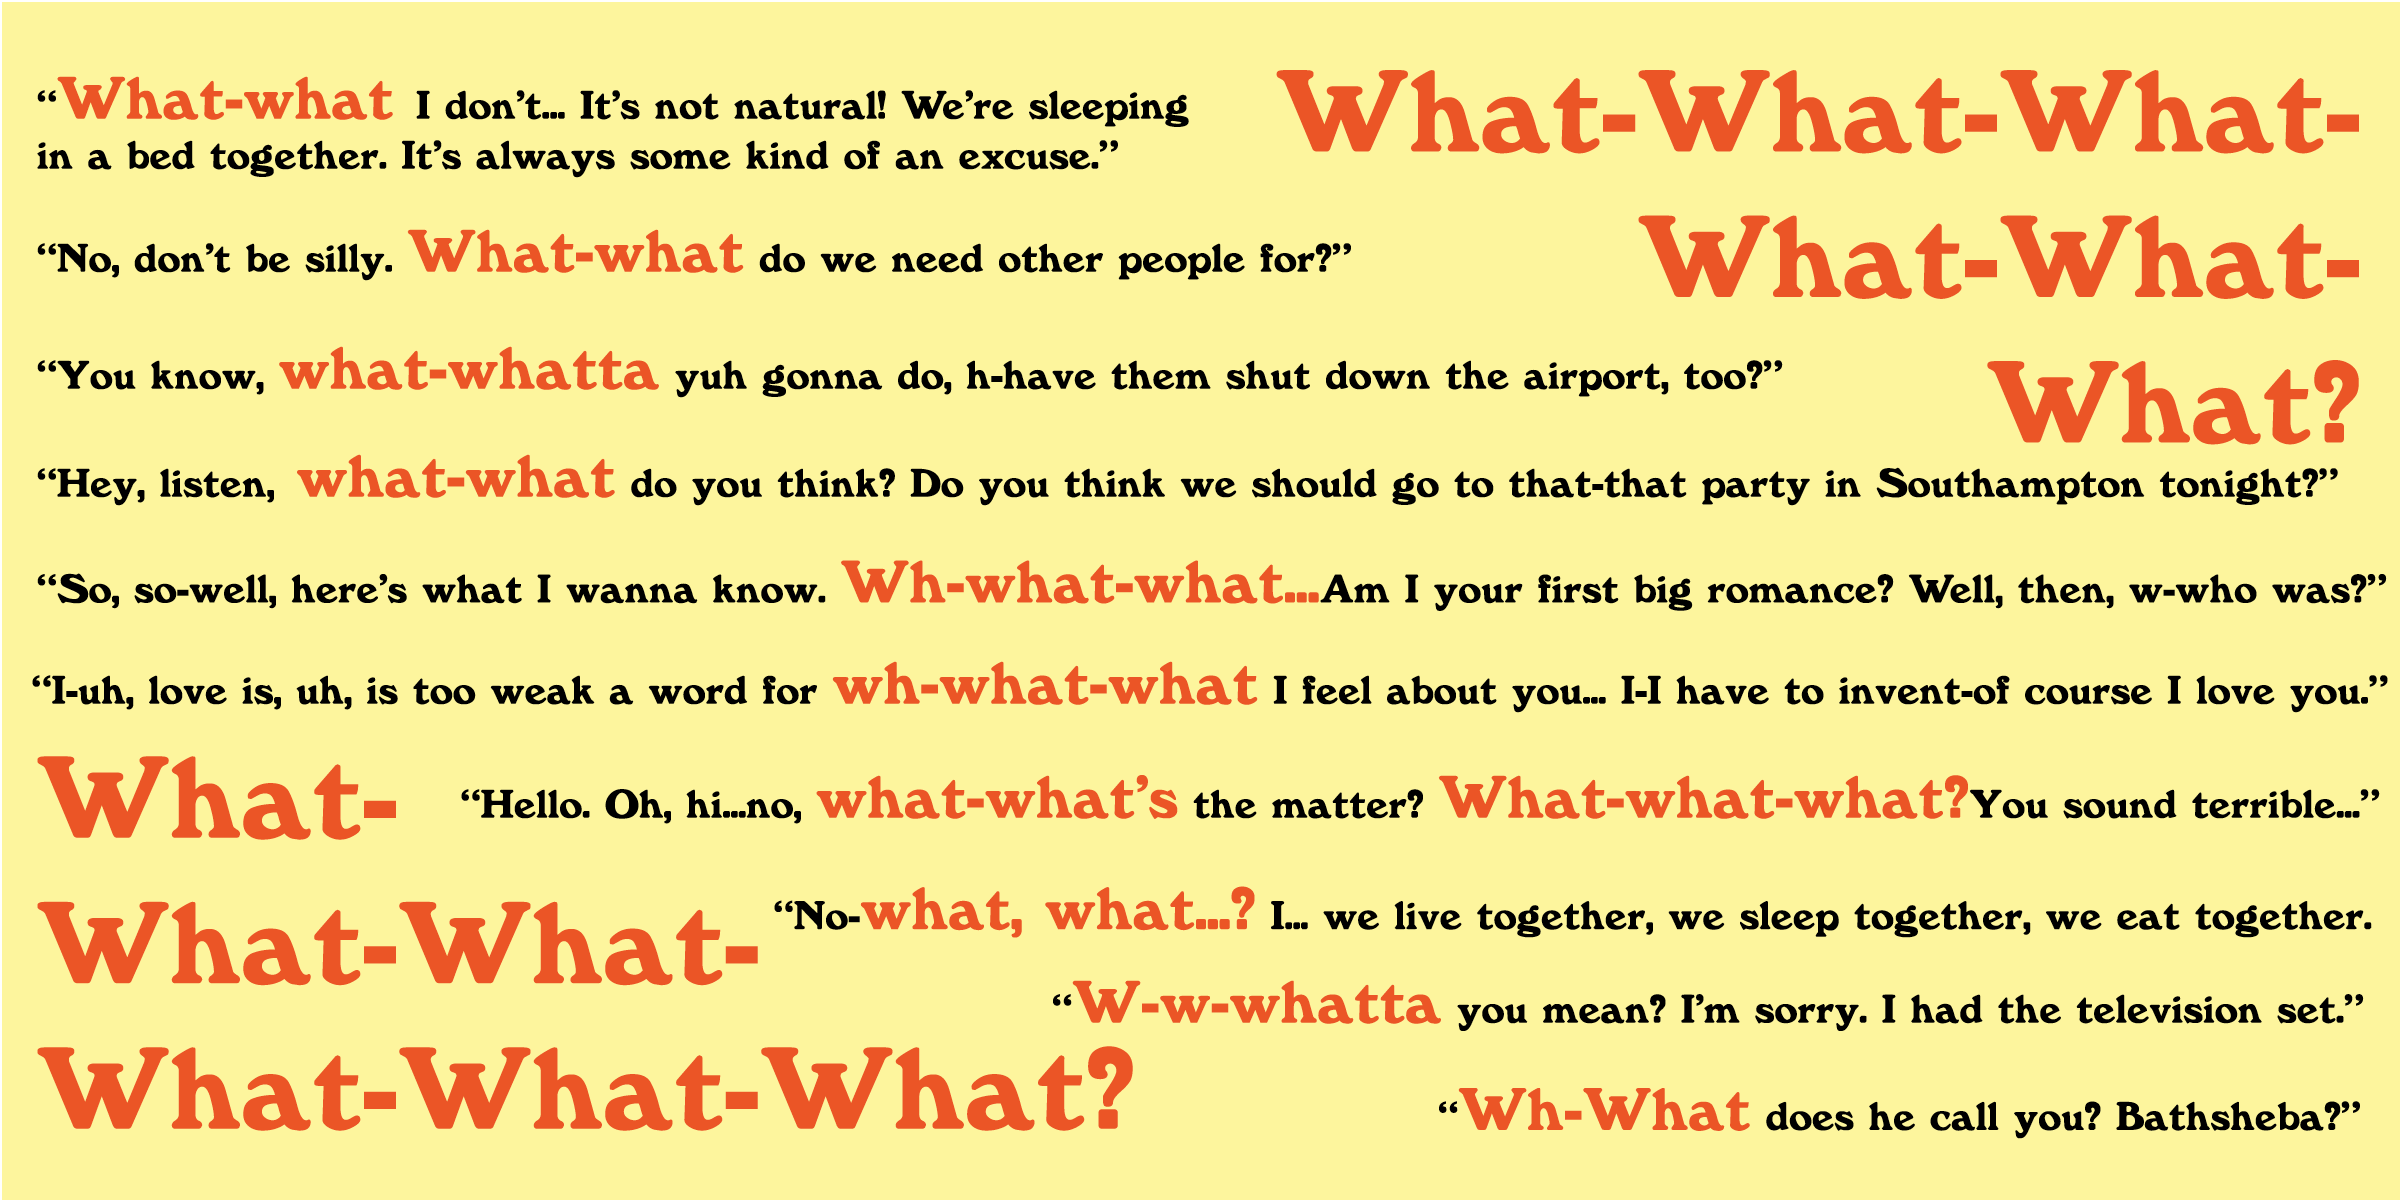 “What-what I don’t... It’s not natural! We’re sleeping
in a bed together. It’s always some kind of an excuse.”
What-What-What-
What-What-
What?
“No, don’t be silly. What-what do we need other people for?”
“You know, what-whatta yuh gonna do, h-have them shut down the airport, too?”
“Hey, listen, what-what do you think? Do you think we should go to that-that party in Southampton tonight?”
“So, so-well, here’s what I wanna know. Wh-what-what...Am I your first big romance? Well, then, w-who was?”
“I-uh, love is, uh, is too weak a word for wh-what-what I feel about you... I-I have to invent-of course I love you.”
What-
What-What-
What-What-What?
“Hello. Oh, hi...no, what-what’s the matter? What-what-what?You sound terrible...”
“No-what, what...? I... we live together, we sleep together, we eat together.
“W-w-whatta you mean? I’m sorry. I had the television set.”
“Wh-What does he call you? Bathsheba?”